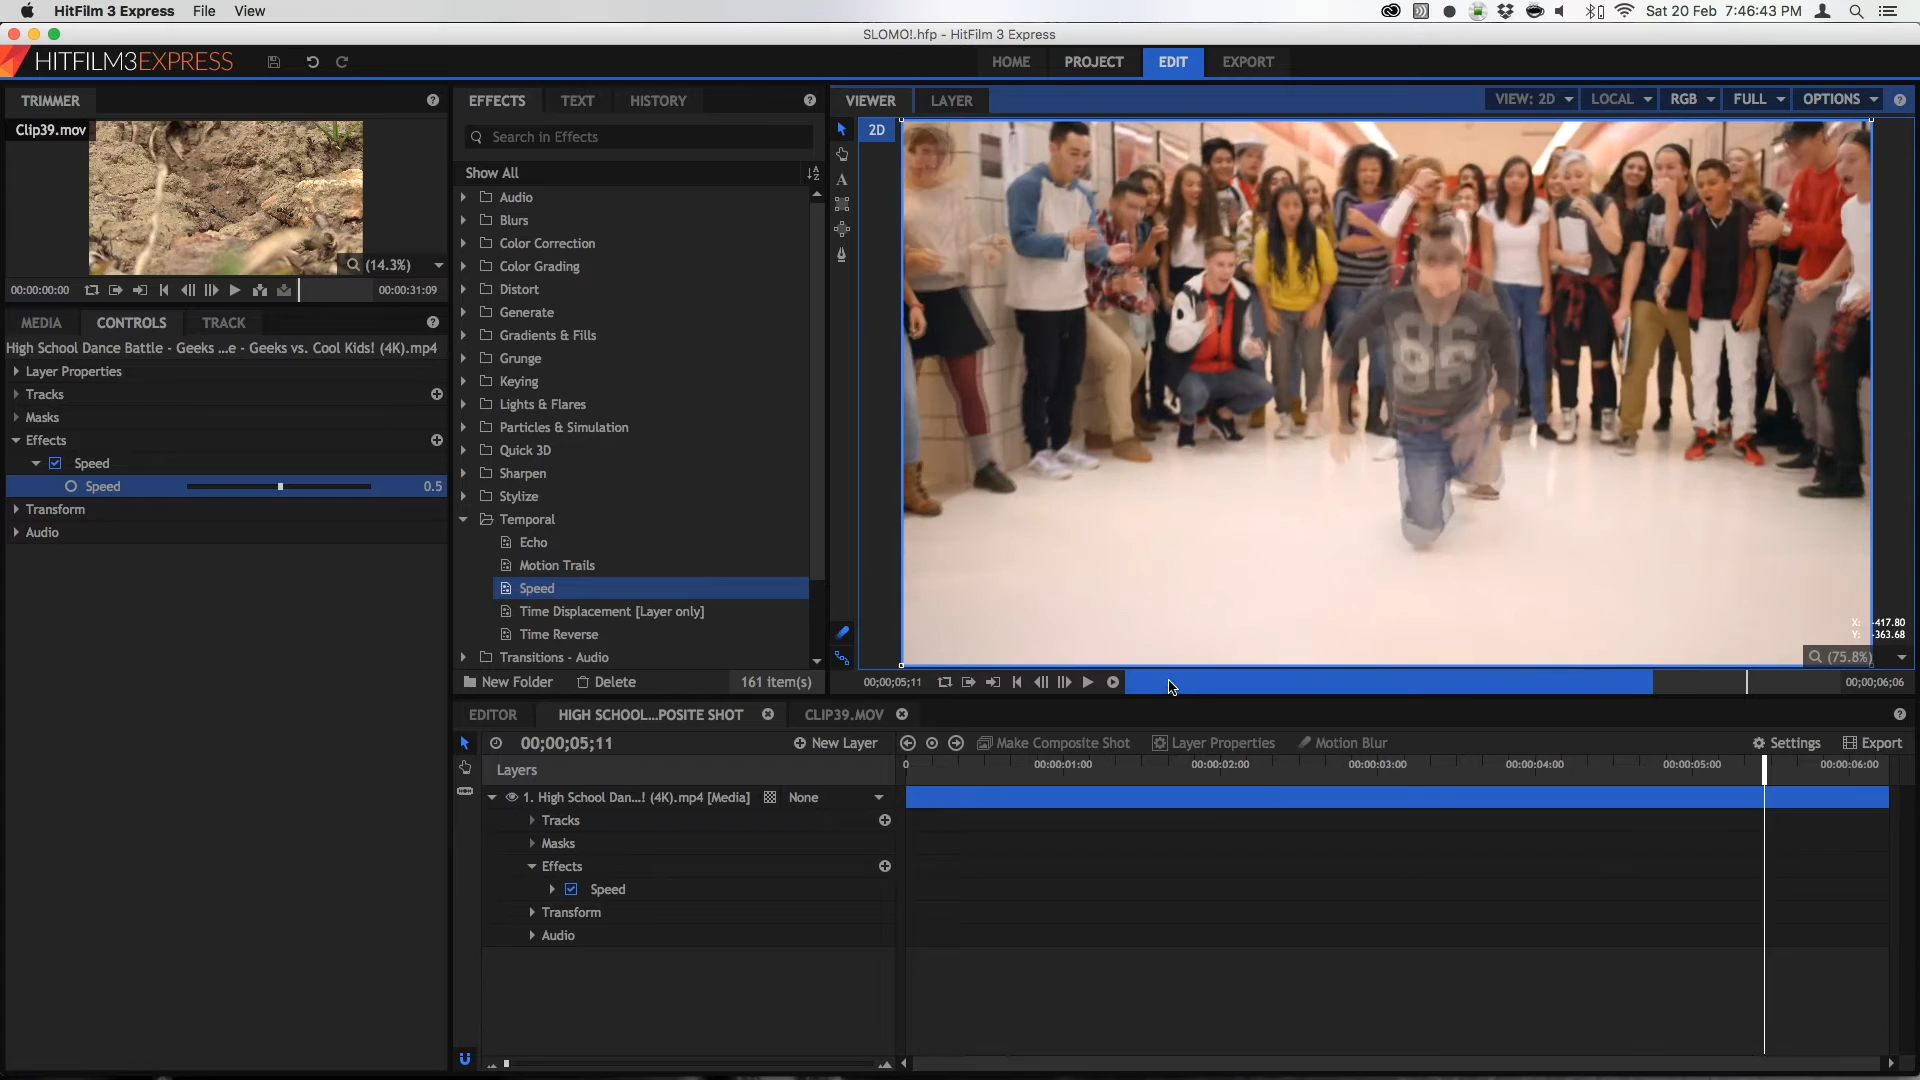 HitFilm 3 Express File View
Sat 20 Feb 7:46:43 PM
SLOMO!.hfp - HitFilm 3 Express
HITFILM3EXPRESS
HOME PROJECT EDIT EXPORT
TRIMMER
EFFECTS TEXT HISTORY
VIEWER LAYER
VIEW: 2D LOCAL RGB FULL OPTIONS
Clip39.mov
(14.3%)
00:00:00:00 00:00:31:09
MEDIA CONTROLS TRACK
High School Dance Battle - Geeks ...e - Geeks vs. Cool Kids! (4K).mp4
Layer Properties
Tracks
Masks
Effects
Speed
Speed 0.5
Transform
Audio
Search in Effects
Show All
Audio
Blurs
Color Correction
Color Grading
Distort
Generate
Gradients & Fills
Grunge
Keying
Lights & Flares
Particles & Simulation
Quick 3D
Sharpen
Stylize
Temporal
Echo
Motion Trails
Speed
Time Displacement [Layer only]
Time Reverse
Transitions - Audio
New Folder Delete 161 item(s)
2D
86
X: -417.80
Y: -363.68
(75.8%)
00;00;05;11 00;00;06;06
EDITOR HIGH SCHOOL...POSITE SHOT CLIP39.MOV
00;00;05;11 New Layer
Make Composite Shot Layer Properties Motion Blur Settings Export
Layers
0 00:00:01:00 00:00:02:00 00:00:03:00 00:00:04:00 00:00:05:00 00:00:06:00
1. High School Dan...! (4K).mp4 [Media] None
Tracks
Masks
Effects
Speed
Transform
Audio